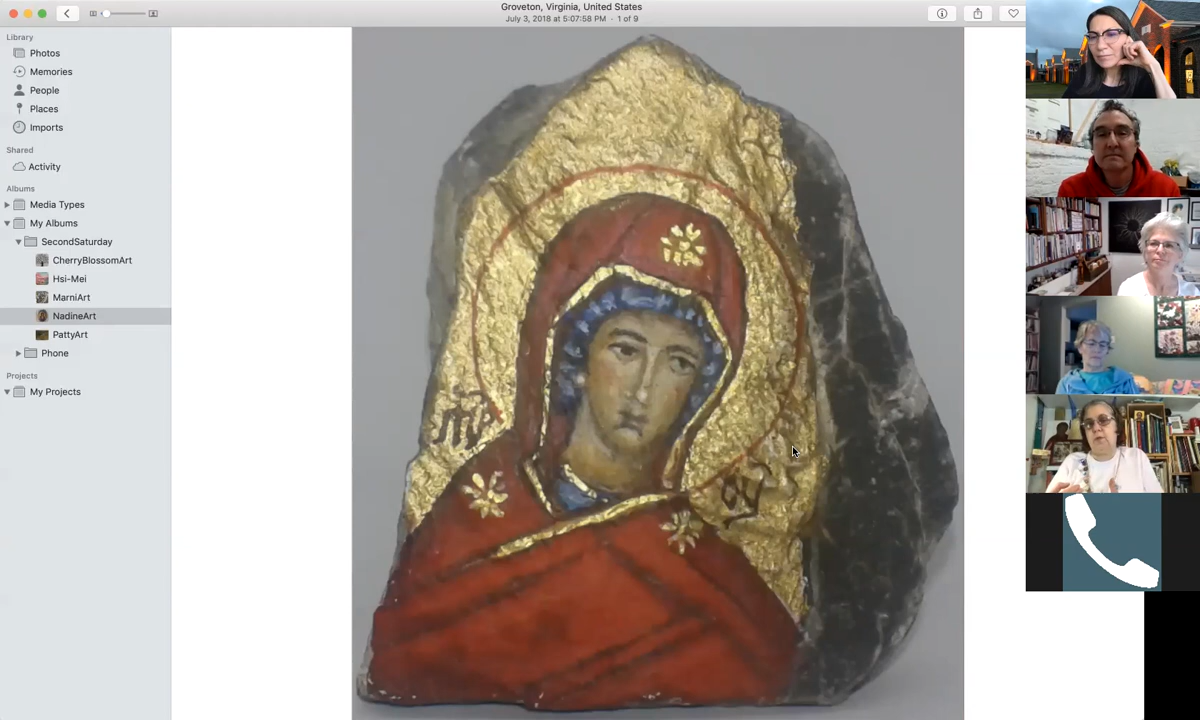 Groveton, Virginia, United States
July 3, 2018 at 5:07:58 PM · 1 of 9
Library
Photos
Memories
People
Places
Imports
Shared
Activity
Albums
Media Types
My Albums
SecondSaturday
CherryBlossomArt
Hsi-Mei
MarniArt
NadineArt
PattyArt
Phone
Projects
My Projects